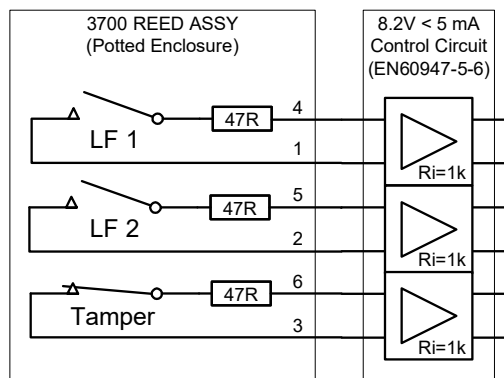 3700 REED ASSY
(Potted Enclosure)
8.2V < 5 mA
Control Circuit
(EN60947-5-6)
47R
4
LF 1
1
Ri=1k
47R
5
LF 2
2
Ri=1k
47R
6
Tamper
3
Ri=1k